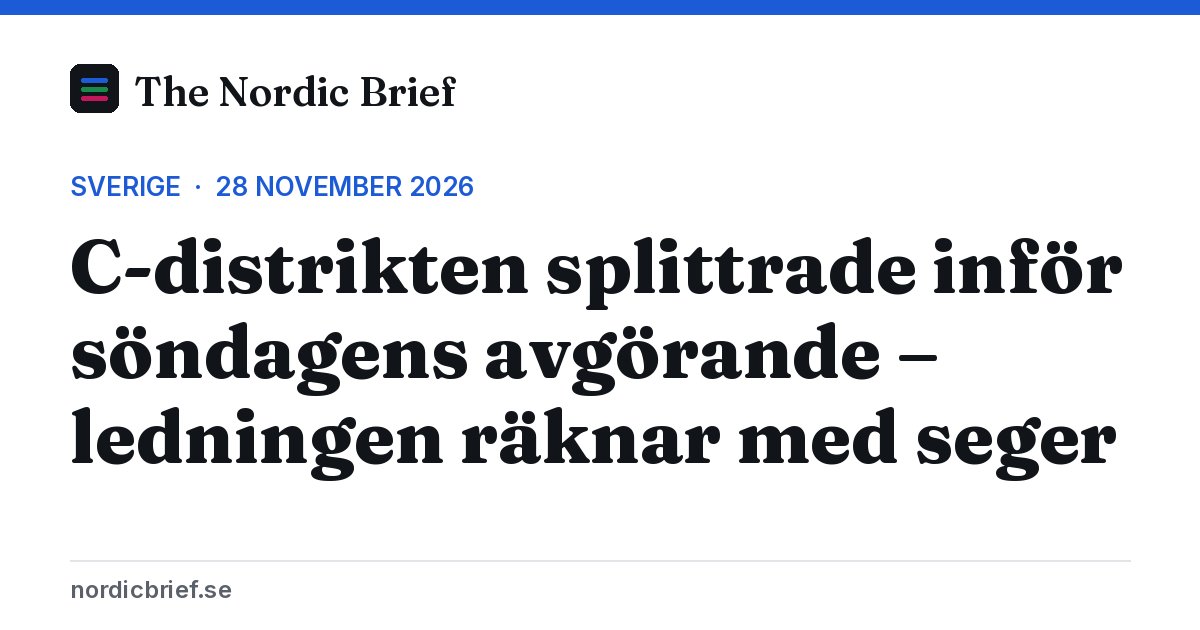 The Nordic Brief
SVERIGE · 28 NOVEMBER 2026
C-distrikten splittrade inför
söndagens avgörande –
ledningen räknar med seger
nordicbrief.se